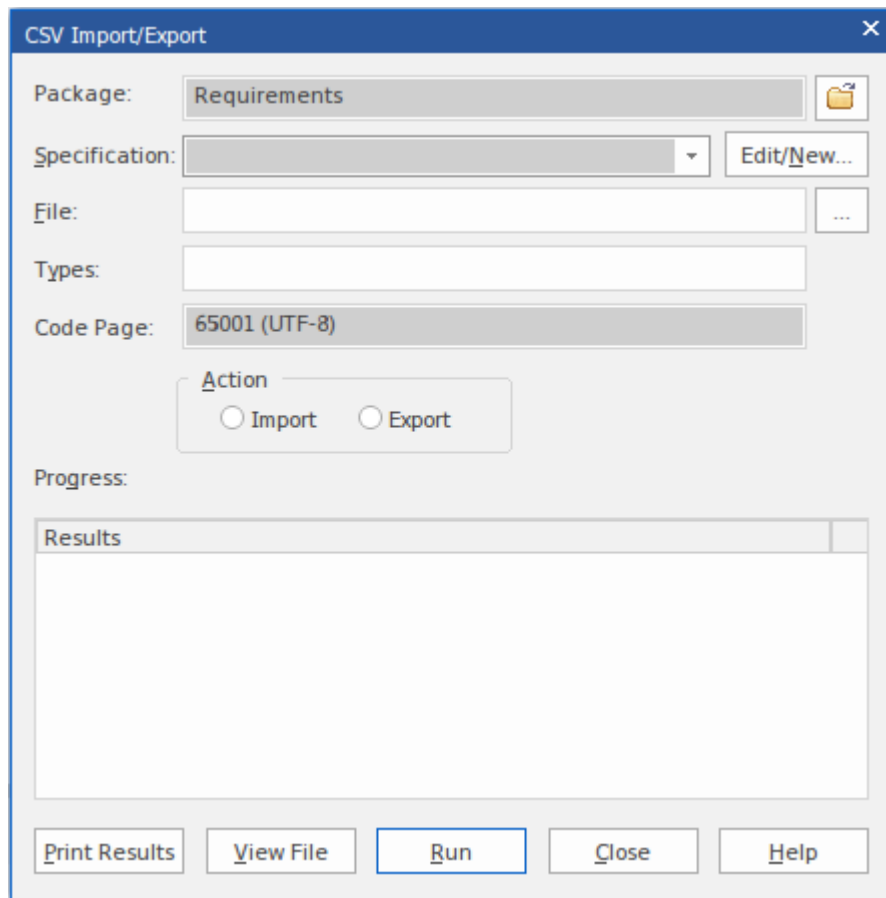 CSV Import/Export
Package: Requirements
Specification: Edit/New...
File: ...
Types:
Code Page: 65001 (UTF-8)
Action
Import Export
Progress:
Results
Print Results View File Run Close Help